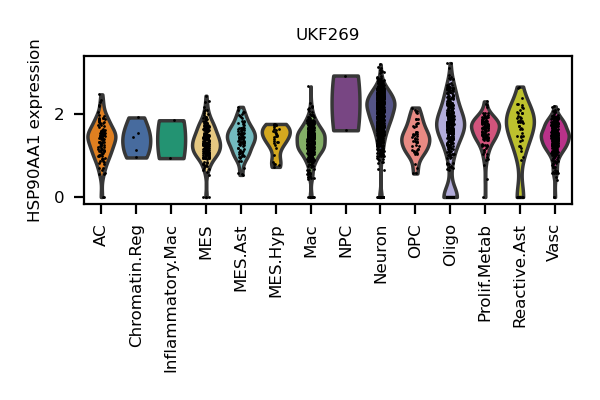 UKF269
HSP90AA1 expression
2
0
AC
Chromatin.Reg
Inflammatory.Mac
MES
MES.Ast
MES.Hyp
Mac
NPC
Neuron
OPC
Oligo
Prolif.Metab
Reactive.Ast
Vasc